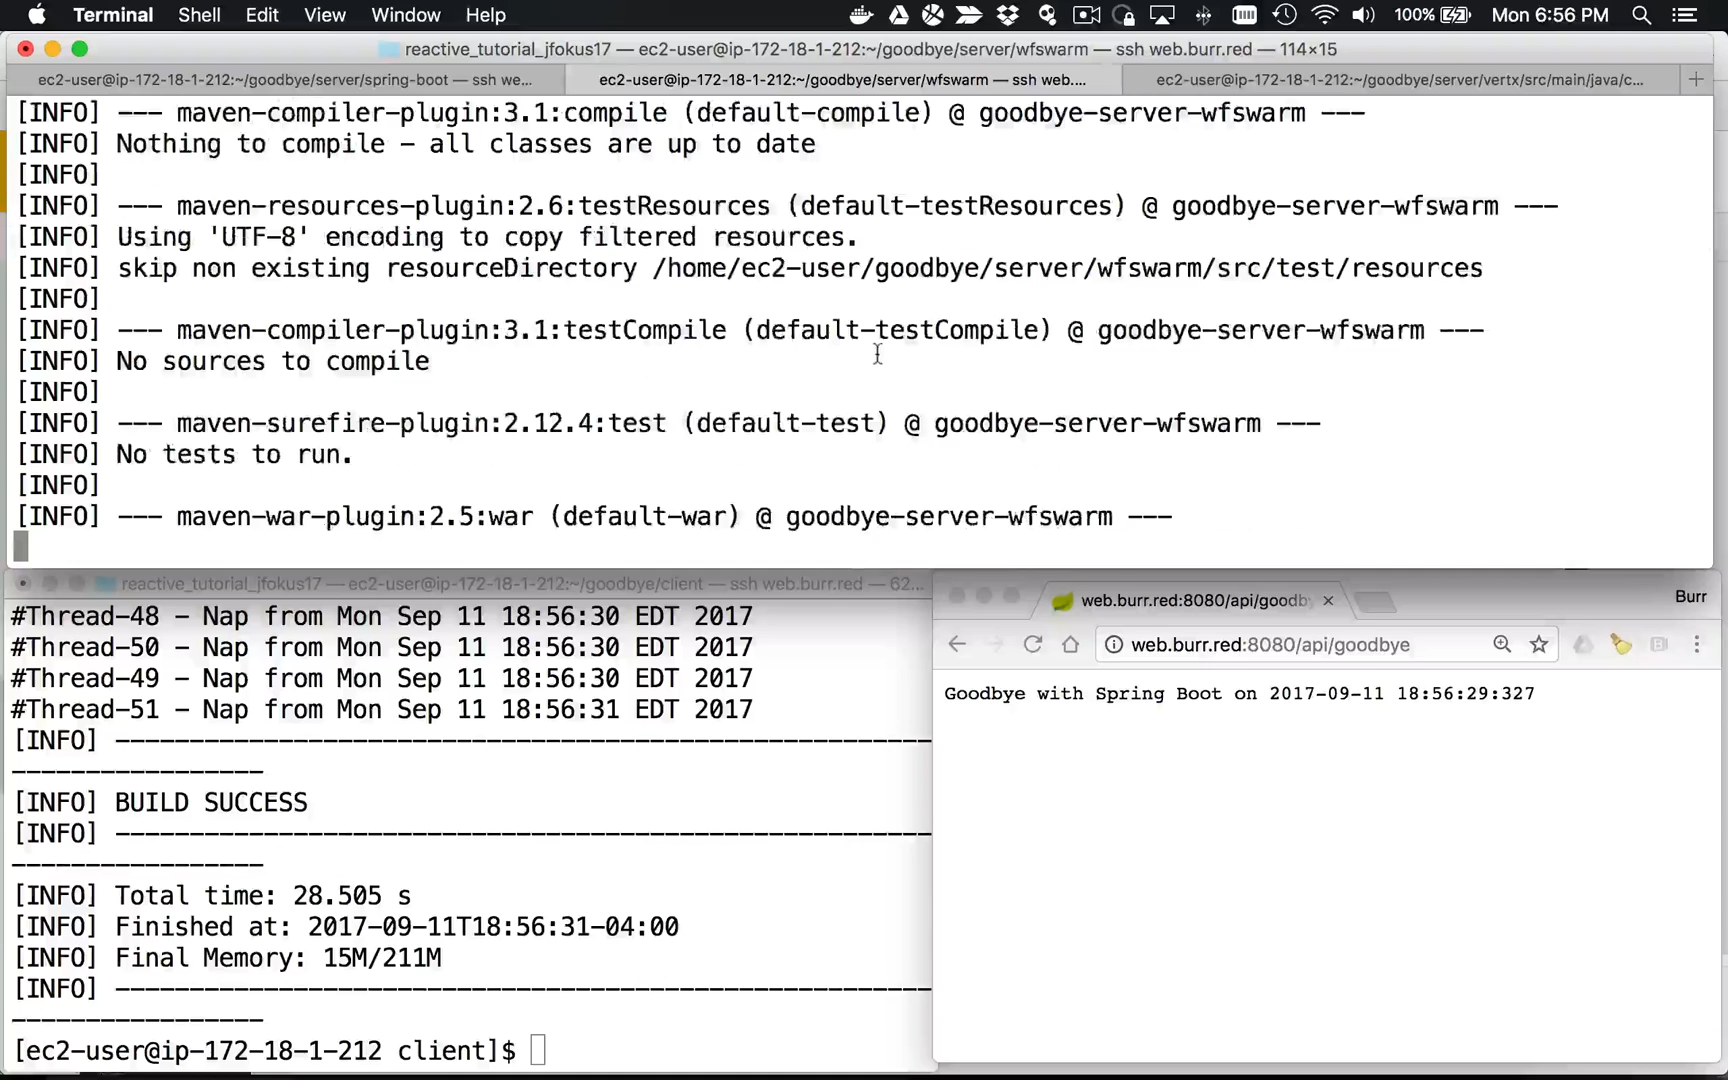 Terminal Shell Edit View Window Help 100% Mon 6:56 PM
reactive_tutorial_jfokus17 — ec2-user@ip-172-18-1-212:~/goodbye/server/wfswarm — ssh web.burr.red — 114×15
ec2-user@ip-172-18-1-212:~/goodbye/server/spring-boot — ssh we... ec2-user@ip-172-18-1-212:~/goodbye/server/wfswarm — ssh web.... ec2-user@ip-172-18-1-212:~/goodbye/server/vertx/src/main/java/c... +
[INFO] --- maven-compiler-plugin:3.1:compile (default-compile) @ goodbye-server-wfswarm ---
[INFO] Nothing to compile - all classes are up to date
[INFO]
[INFO] --- maven-resources-plugin:2.6:testResources (default-testResources) @ goodbye-server-wfswarm ---
[INFO] Using 'UTF-8' encoding to copy filtered resources.
[INFO] skip non existing resourceDirectory /home/ec2-user/goodbye/server/wfswarm/src/test/resources
[INFO]
[INFO] --- maven-compiler-plugin:3.1:testCompile (default-testCompile) @ goodbye-server-wfswarm ---
[INFO] No sources to compile
[INFO]
[INFO] --- maven-surefire-plugin:2.12.4:test (default-test) @ goodbye-server-wfswarm ---
[INFO] No tests to run.
[INFO]
[INFO] --- maven-war-plugin:2.5:war (default-war) @ goodbye-server-wfswarm ---
reactive_tutorial_jfokus17 — ec2-user@ip-172-18-1-212:~/goodbye/client — ssh web.burr.red — 62...
#Thread-48 - Nap from Mon Sep 11 18:56:30 EDT 2017
#Thread-50 - Nap from Mon Sep 11 18:56:30 EDT 2017
#Thread-49 - Nap from Mon Sep 11 18:56:30 EDT 2017
#Thread-51 - Nap from Mon Sep 11 18:56:31 EDT 2017
[INFO] -------------------------------------------------------
-----------------
[INFO] BUILD SUCCESS
[INFO] -------------------------------------------------------
-----------------
[INFO] Total time: 28.505 s
[INFO] Finished at: 2017-09-11T18:56:31-04:00
[INFO] Final Memory: 15M/211M
[INFO] -------------------------------------------------------
-----------------
[ec2-user@ip-172-18-1-212 client]$
web.burr.red:8080/api/goodby × Burr
web.burr.red:8080/api/goodbye
Goodbye with Spring Boot on 2017-09-11 18:56:29:327